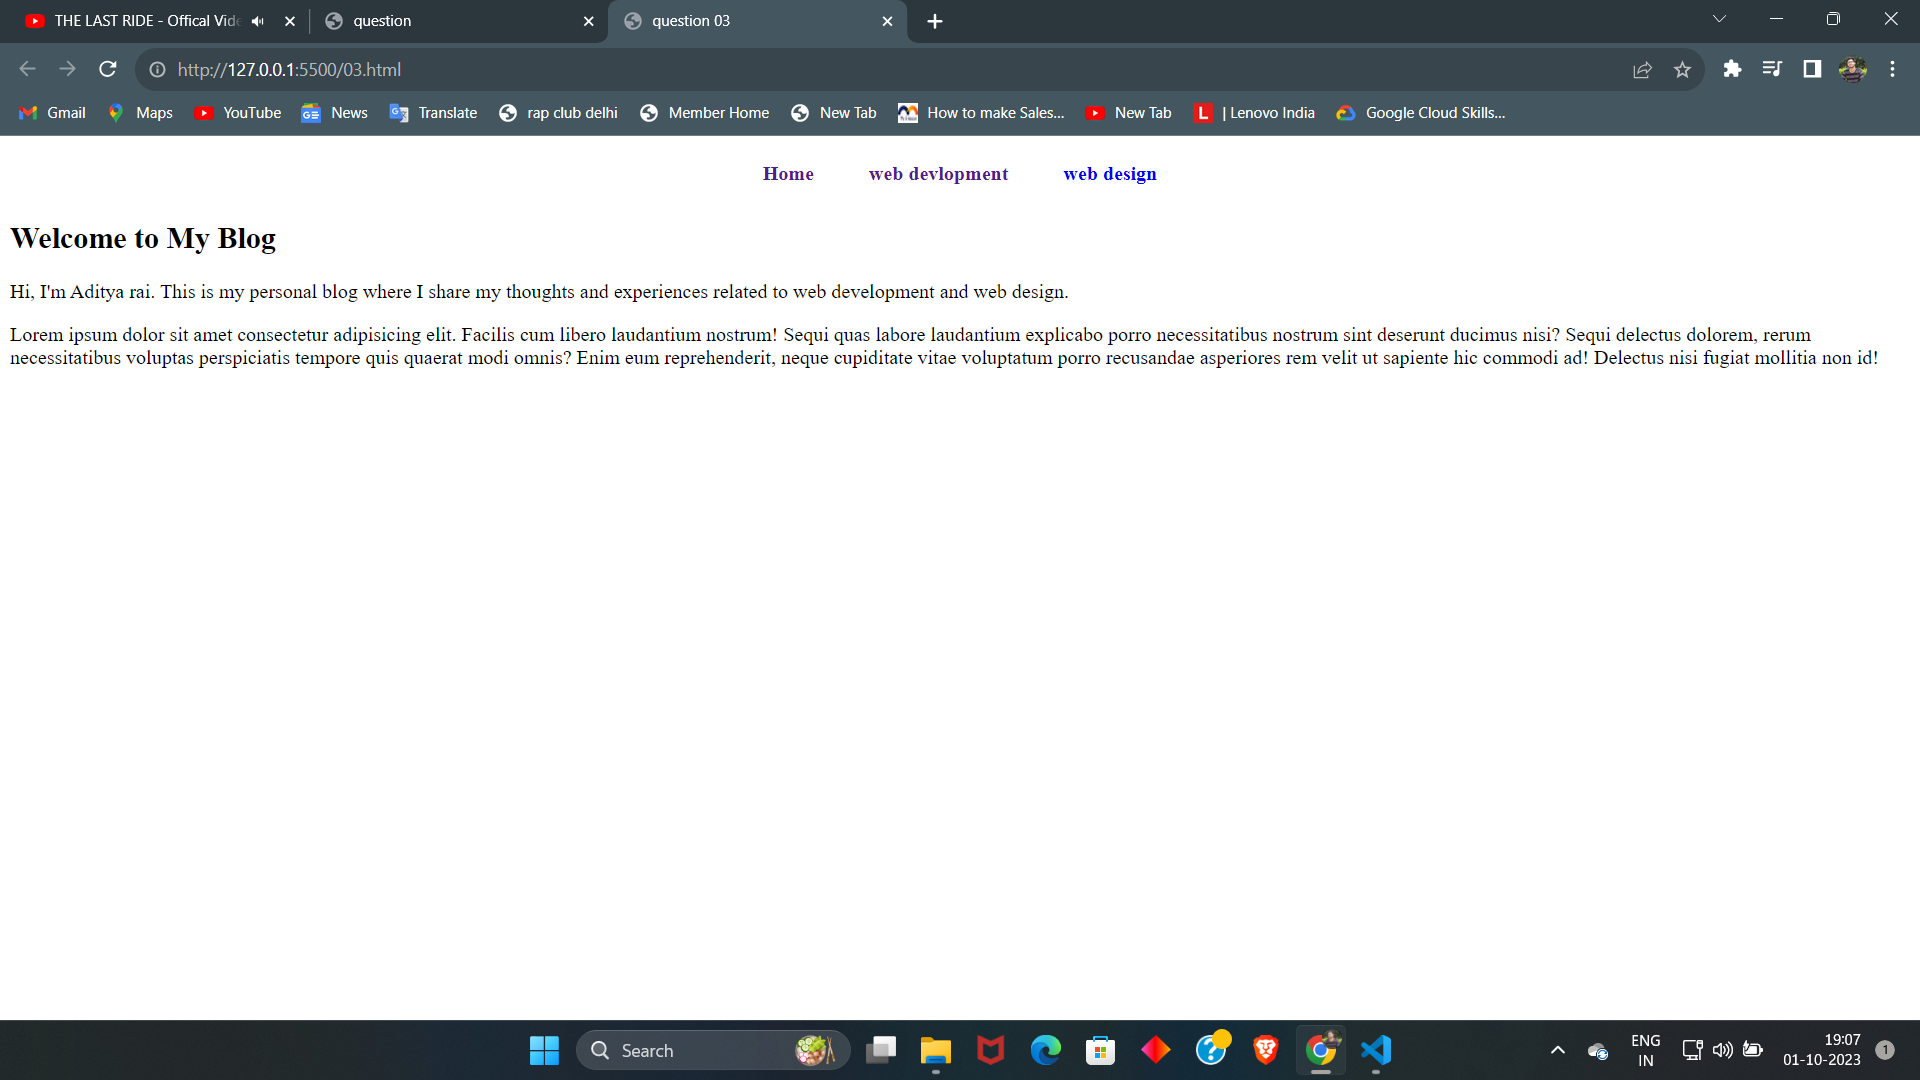 THE LAST RIDE - Offical Vide
question
question 03
http://127.0.0.1:5500/03.html
Gmail Maps YouTube News Translate rap club delhi Member Home New Tab How to make Sales... New Tab | Lenovo India Google Cloud Skills...
Home web devlopment web design
Welcome to My Blog
Hi, I'm Aditya rai. This is my personal blog where I share my thoughts and experiences related to web development and web design.
Lorem ipsum dolor sit amet consectetur adipisicing elit. Facilis cum libero laudantium nostrum! Sequi quas labore laudantium explicabo porro necessitatibus nostrum sint deserunt ducimus nisi? Sequi delectus dolorem, rerum
necessitatibus voluptas perspiciatis tempore quis quaerat modi omnis? Enim eum reprehenderit, neque cupiditate vitae voluptatum porro recusandae asperiores rem velit ut sapiente hic commodi ad! Delectus nisi fugiat mollitia non id!
Search
ENG
IN
19:07
01-10-2023
1